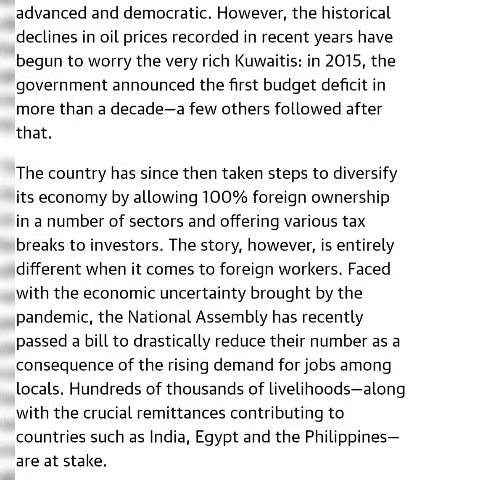 advanced and democratic. However, the historical
declines in oil prices recorded in recent years have
begun to worry the very rich Kuwaitis: in 2015, the
government announced the first budget deficit in
more than a decade—a few others followed after
that.
The country has since then taken steps to diversify
its economy by allowing 100% foreign ownership
in a number of sectors and offering various tax
breaks to investors. The story, however, is entirely
different when it comes to foreign workers. Faced
with the economic uncertainty brought by the
pandemic, the National Assembly has recently
passed a bill to drastically reduce their number as a
consequence of the rising demand for jobs among
locals. Hundreds of thousands of livelihoods—along
with the crucial remittances contributing to
countries such as India, Egypt and the Philippines—
are at stake.